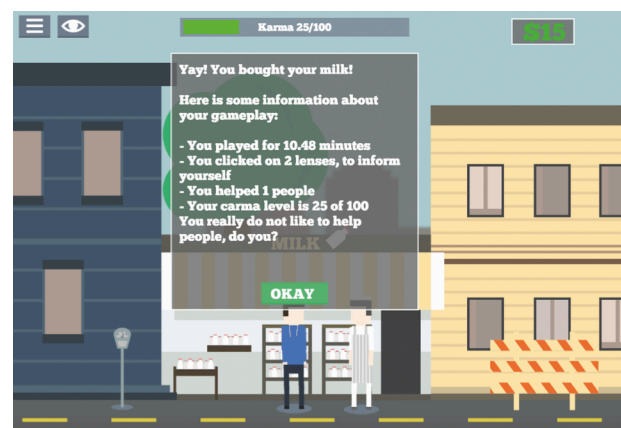 Karma 25/100
$15
Yay! You bought your milk!
Here is some information about
your gameplay:
- You played for 10.48 minutes
- You clicked on 2 lenses, to inform
yourself
- You helped 1 people
- Your carma level is 25 of 100
You really do not like to help
people, do you?
MILK
OKAY